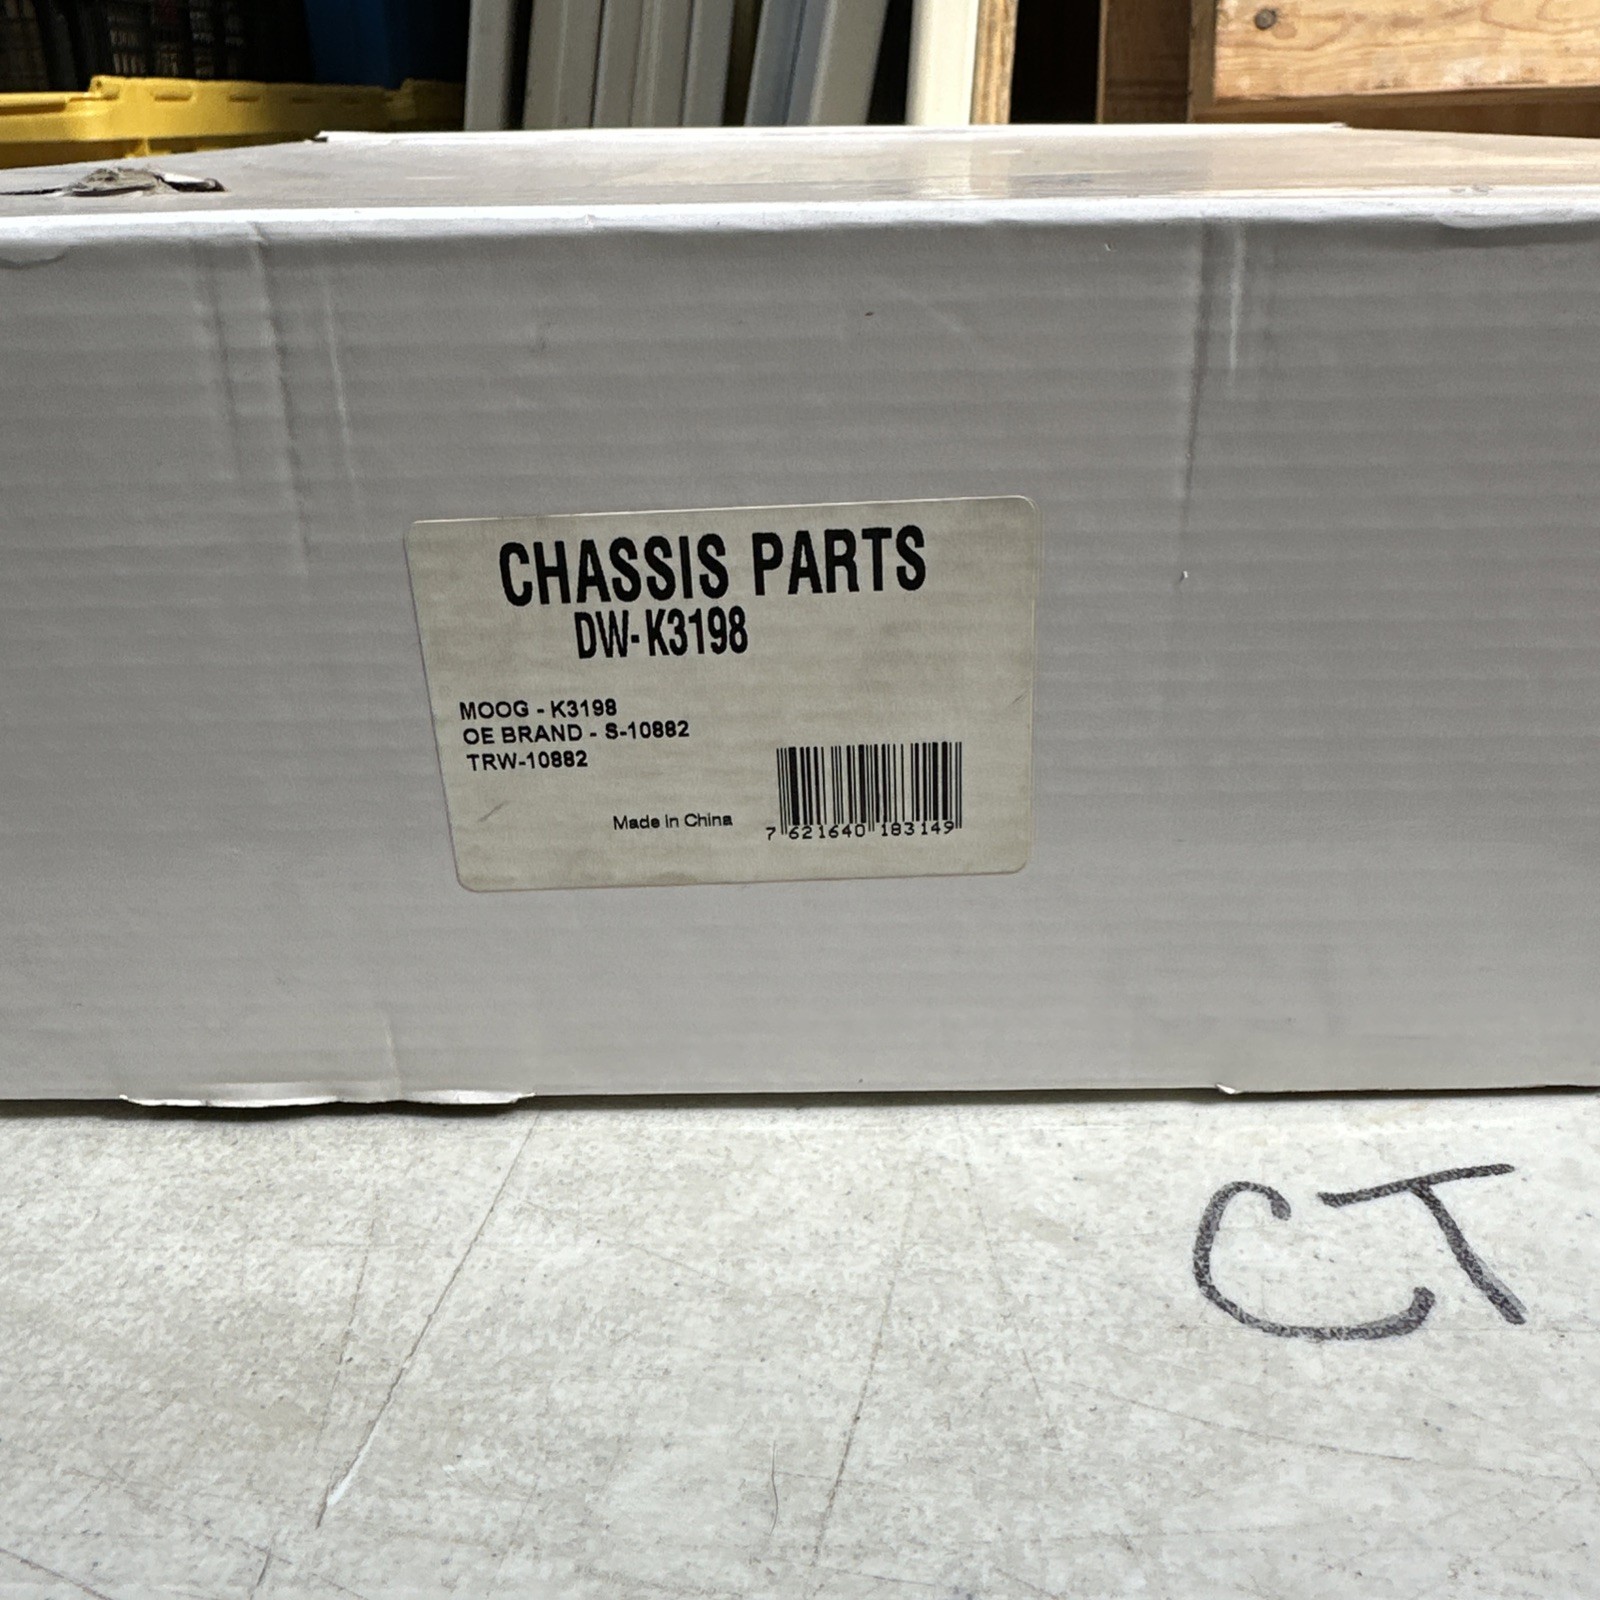 CHASSIS PARTS
DW-K3198
MOOG - K3198
OE BRAND - S-10882
TRW-10882
Made in China
7 621640 183149
CT